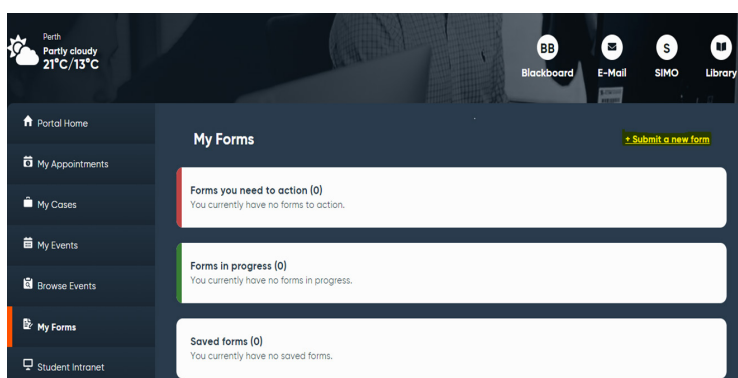 Perth
Partly cloudy
21°C/13°C
BB
S
Blackboard
E-Mail
SIMO
Library
Portal Home
My Appointments
My Cases
My Events
Browse Events
My Forms
Student Intranet
My Forms
+ Submit a new form
Forms you need to action (0)
You currently have no forms to action.
Forms in progress (0)
You currently have no forms in progress.
Saved forms (0)
You currently have no saved forms.